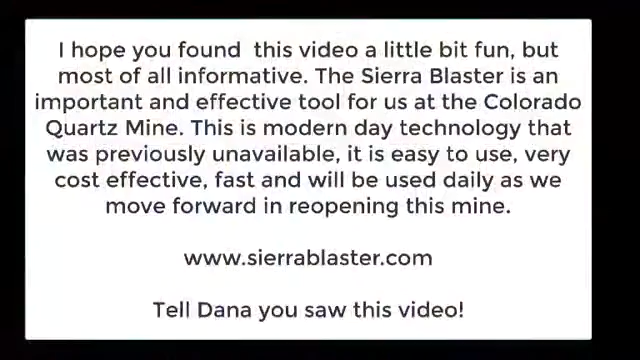 I hope you found  this video a little bit fun, but
most of all informative. The Sierra Blaster is an
important and effective tool for us at the Colorado
Quartz Mine. This is modern day technology that
was previously unavailable, it is easy to use, very
cost effective, fast and will be used daily as we
move forward in reopening this mine.
www.sierrablaster.com
Tell Dana you saw this video!